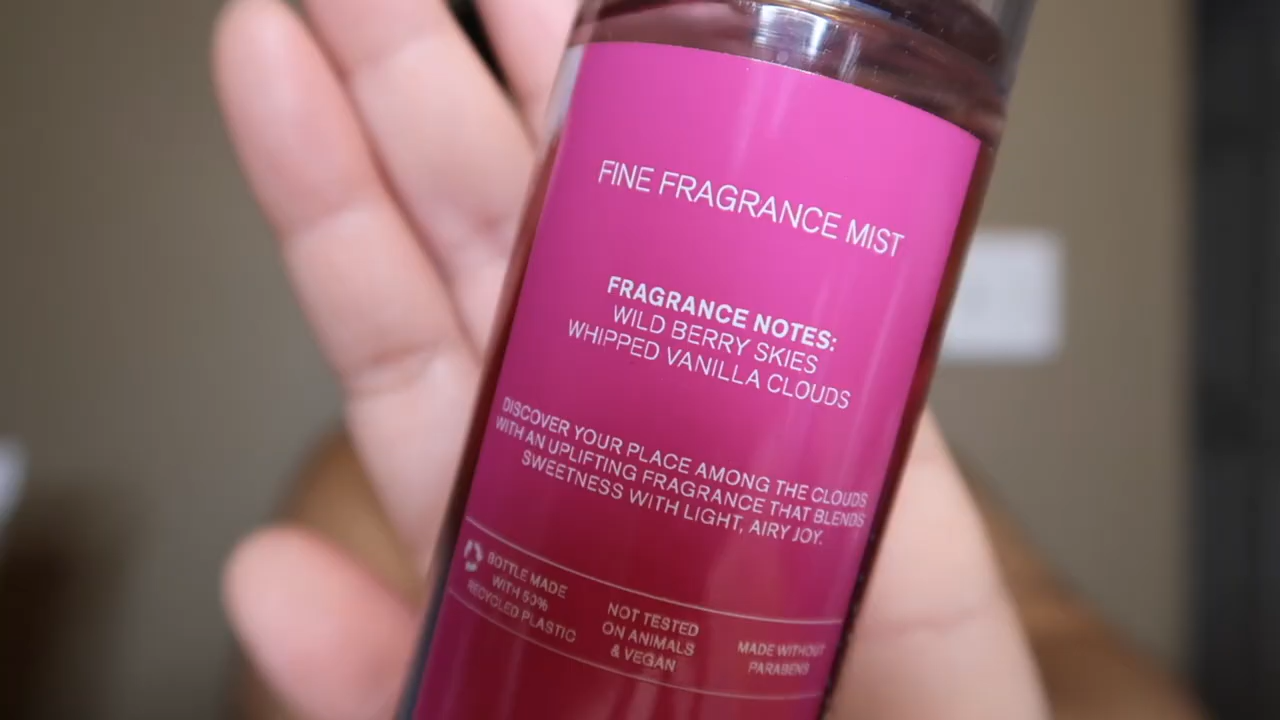 FINE FRAGRANCE MIST
FRAGRANCE NOTES:
WILD BERRY SKIES
WHIPPED VANILLA CLOUDS
DISCOVER YOUR PLACE AMONG THE CLOUDS
WITH AN UPLIFTING FRAGRANCE THAT BLENDS
SWEETNESS WITH LIGHT, AIRY JOY.
BOTTLE MADE
WITH 50%
RECYCLED PLASTIC
NOT TESTED
ON ANIMALS
& VEGAN
MADE WITHOUT
PARABENS